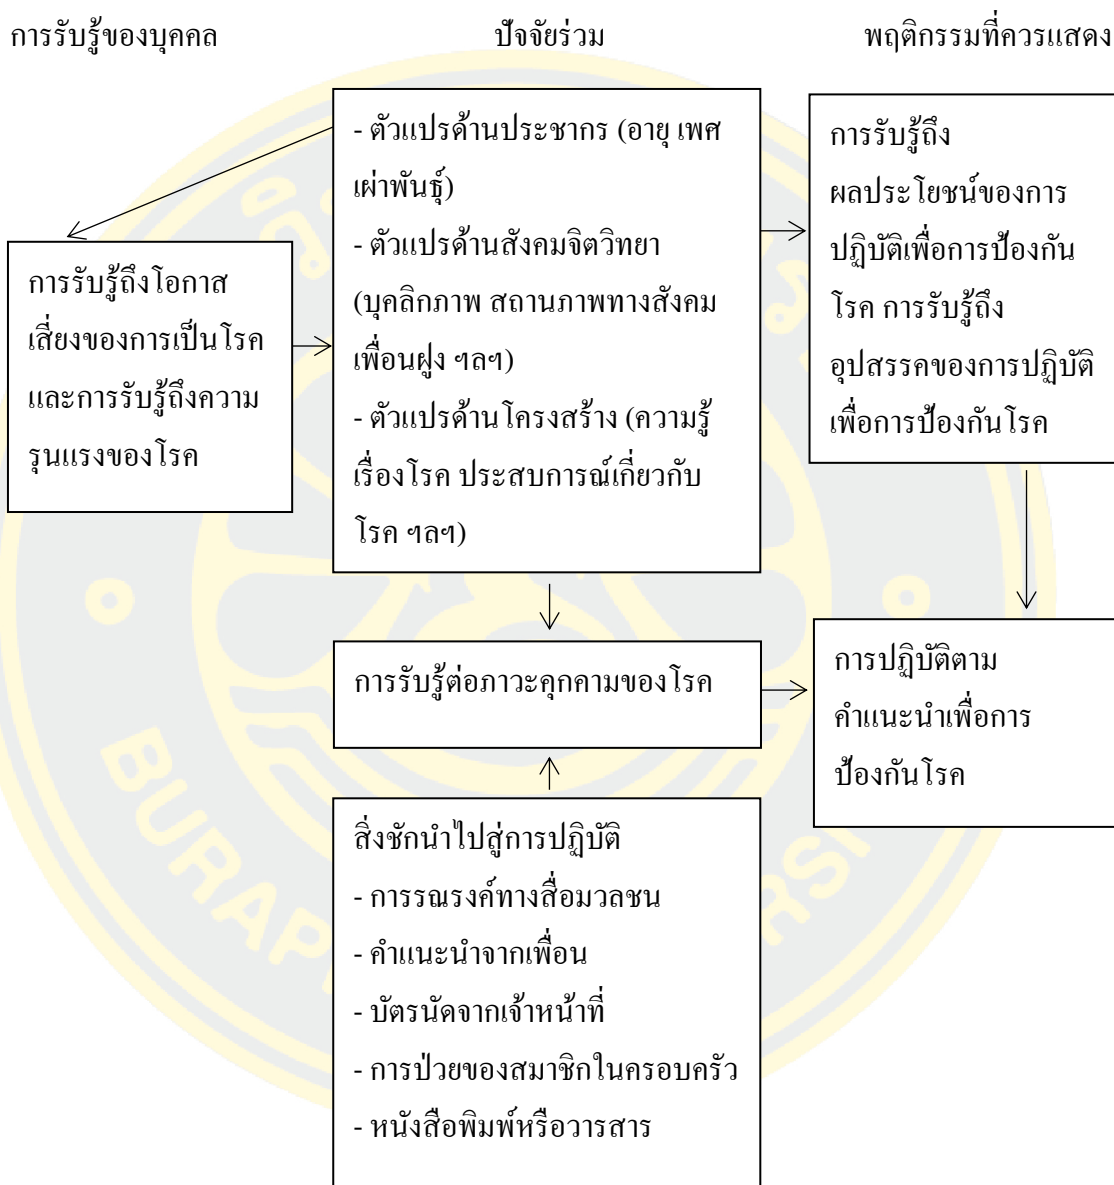 การรับรู้ของบุคคล
ปัจจัยร่วม
พฤติกรรมที่ควรแสดง
การรับรู้ถึงโอกาส
เสี่ยงของการเป็นโรค
และการรับรู้ถึงความ
รุนแรงของโรค
- ตัวแปรด้านประชากร (อายุ เพศ
เผ่าพันธุ์)
- ตัวแปรด้านสังคมจิตวิทยา
(บุคลิกภาพ สถานภาพทางสังคม
เพื่อนฝูง ฯลฯ)
- ตัวแปรด้านโครงสร้าง (ความรู้
เรื่องโรค ประสบการณ์เกี่ยวกับ
โรค ฯลฯ)
การรับรู้ถึง
ผลประโยชน์ของการ
ปฏิบัติเพื่อการป้องกัน
โรค การรับรู้ถึง
อุปสรรคของการปฏิบัติ
เพื่อการป้องกันโรค
การรับรู้ต่อภาวะคุกคามของโรค
การปฏิบัติตาม
คำแนะนำเพื่อการ
ป้องกันโรค
สิ่งชักนำไปสู่การปฏิบัติ
- การรณรงค์ทางสื่อมวลชน
- คำแนะนำจากเพื่อน
- บัตรนัดจากเจ้าหน้าที่
- การป่วยของสมาชิกในครอบครัว
- หนังสือพิมพ์หรือวารสาร